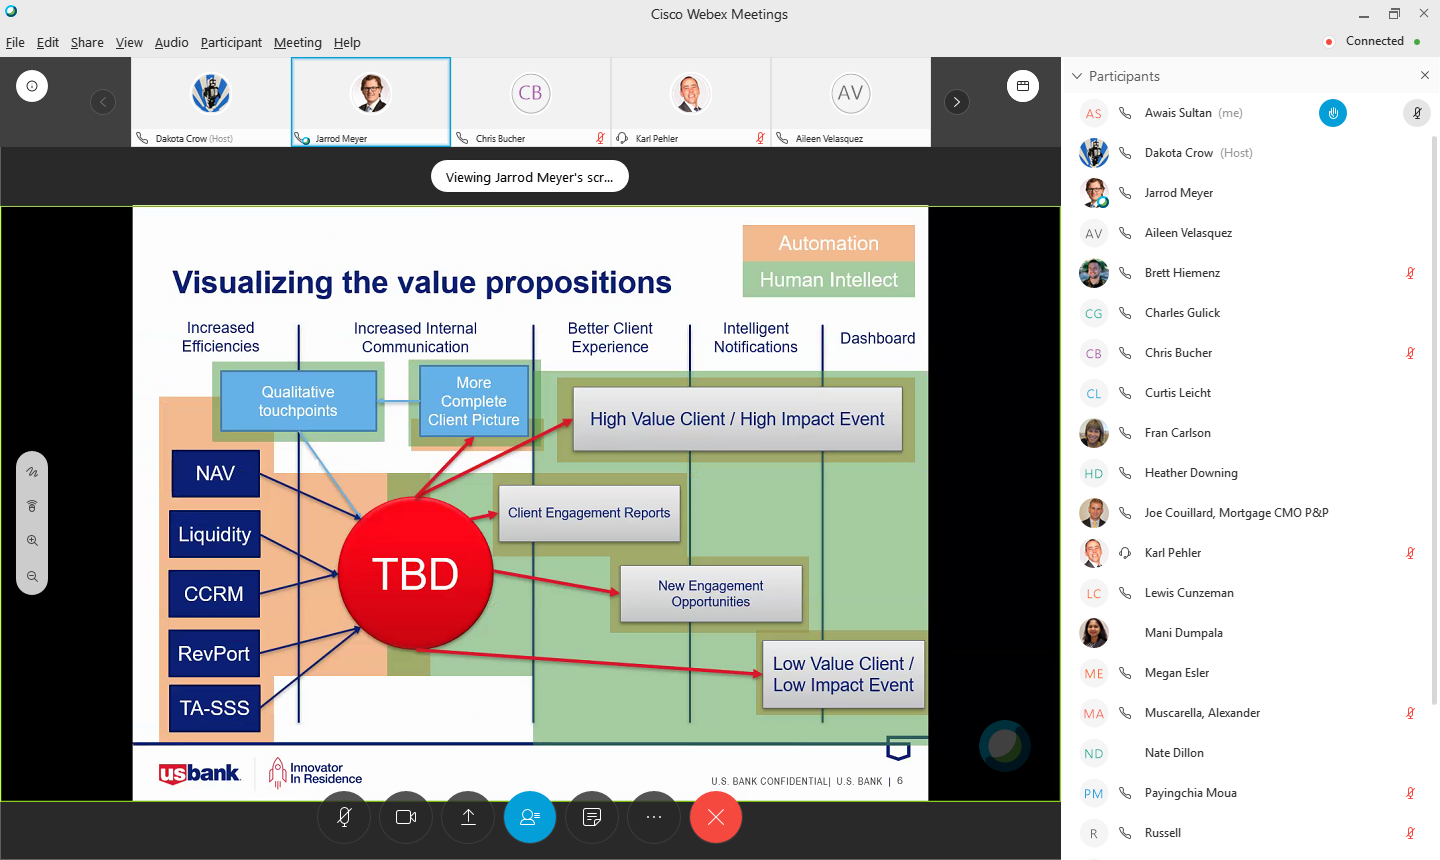 Cisco Webex Meetings
File Edit Share View Audio Participant Meeting Help
Connected
Dakota Crow (Host)
Jarrod Meyer
CB
Chris Bucher
Karl Pehler
AV
Aileen Velasquez
Viewing Jarrod Meyer's scr...
Automation
Human Intellect
Visualizing the value propositions
Increased
Efficiencies
Increased Internal
Communication
Better Client
Experience
Intelligent
Notifications
Dashboard
Qualitative
touchpoints
More
Complete
Client Picture
High Value Client / High Impact Event
NAV
Liquidity
CCRM
RevPort
TA-SSS
TBD
Client Engagement Reports
New Engagement
Opportunities
Low Value Client /
Low Impact Event
usbank
Innovator
In Residence
U.S. BANK CONFIDENTIAL| U.S. BANK | 6
Participants
AS Awais Sultan (me)
Dakota Crow (Host)
Jarrod Meyer
AV Aileen Velasquez
Brett Hiemenz
CG Charles Gulick
CB Chris Bucher
CL Curtis Leicht
Fran Carlson
HD Heather Downing
Joe Couillard, Mortgage CMO P&P
Karl Pehler
LC Lewis Cunzeman
Mani Dumpala
ME Megan Esler
MA Muscarella, Alexander
ND Nate Dillon
PM Payingchia Moua
R Russell